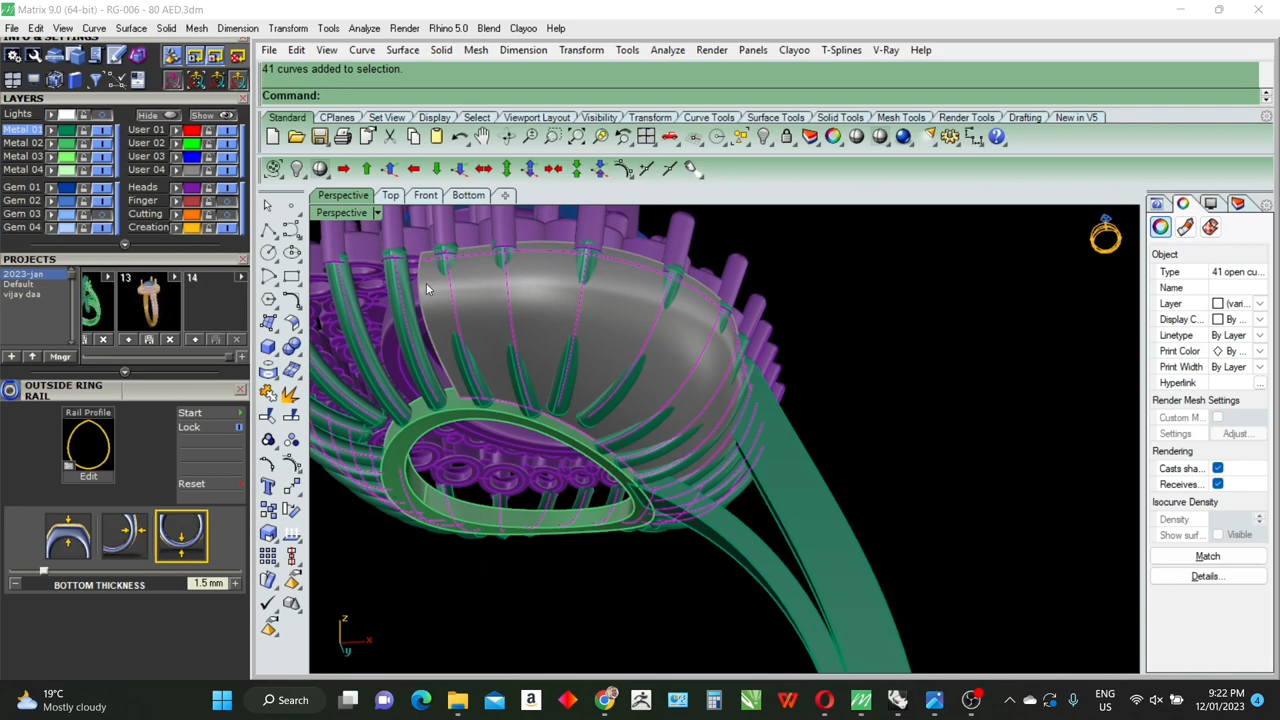 Matrix 9.0 (64-bit) - RG-006 - 80 AED.3dm
File Edit View Curve Surface Solid Mesh Dimension Transform Tools Analyze Render Rhino 5.0 Blend Clayoo Help
INFO & SETTINGS
LAYERS
Lights Hide Show
Metal 01 User 01
Metal 02 User 02
Metal 03 User 03
Metal 04 User 04
Gem 01 Heads
Gem 02 Finger
Gem 03 Cutting
Gem 04 Creation
PROJECTS
2023-jan
Default
vijay daa
13 14
Mngr
OUTSIDE RING RAIL
Rail Profile
Edit
Start
Lock
Reset
BOTTOM THICKNESS 1.5 mm
File Edit View Curve Surface Solid Mesh Dimension Transform Tools Analyze Render Panels Clayoo T-Splines V-Ray Help
41 curves added to selection.
Command:
Standard CPlanes Set View Display Select Viewport Layout Visibility Transform Curve Tools Surface Tools Solid Tools Mesh Tools Render Tools Drafting New in V5
Perspective Top Front Bottom
Perspective
z
x
y
Object
Type 41 open cu...
Name
Layer (vari...
Display C... By ...
Linetype By Layer
Print Color By ...
Print Width By Layer
Hyperlink ...
Render Mesh Settings
Custom M...
Settings Adjust...
Rendering
Casts sha...
Receives...
Isocurve Density
Density
Show surf... Visible
Match
Details...
19°C
Mostly cloudy
Search
ENG
US
9:22 PM
12/01/2023
4